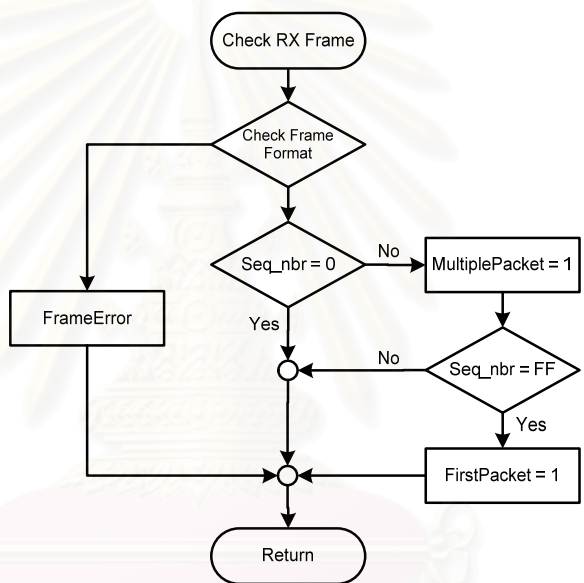 Check RX Frame
Check Frame
Format
Seq_nbr = 0
No
MultiplePacket = 1
FrameError
Yes
No
Seq_nbr = FF
Yes
FirstPacket = 1
Return